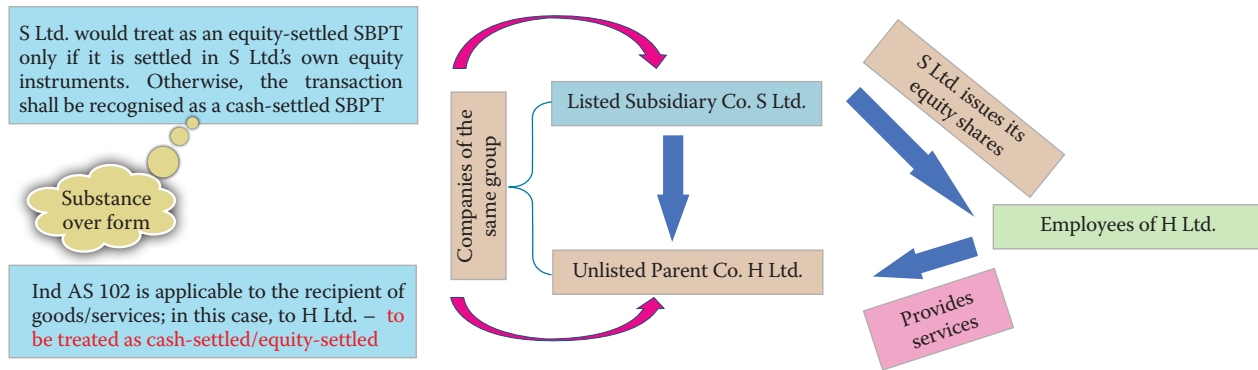 S Ltd. would treat as an equity-settled SBPT
only if it is settled in S Ltd.'s own equity
instruments. Otherwise, the transaction
shall be recognised as a cash-settled SBPT
Substance
over form
Ind AS 102 is applicable to the recipient of
goods/services; in this case, to H Ltd. – to
be treated as cash-settled/equity-settled
Companies of the
same group
Listed Subsidiary Co. S Ltd.
Unlisted Parent Co. H Ltd.
S Ltd. issues its
equity shares
Employees of H Ltd.
Provides
services